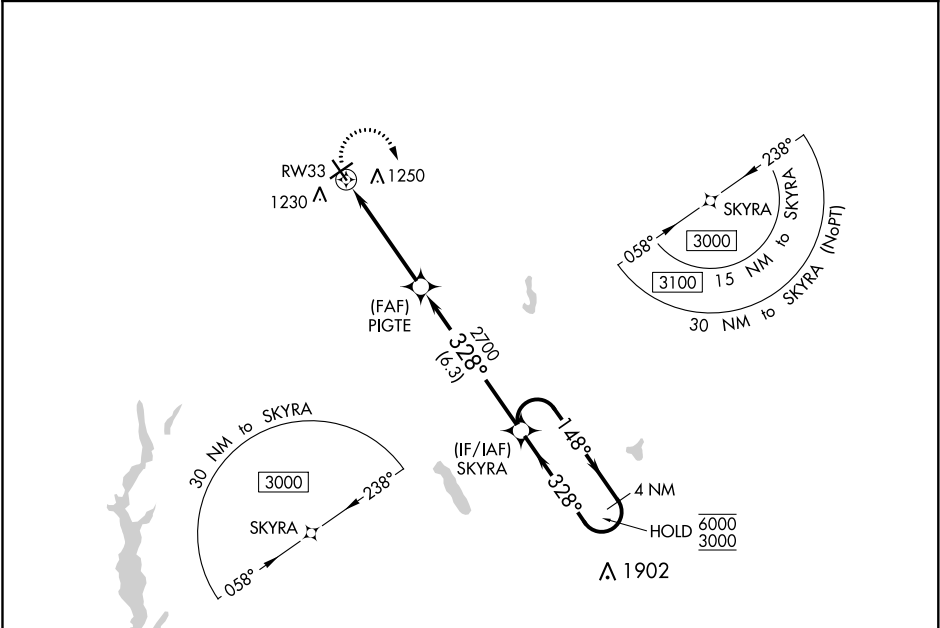 RW33
1230
1250
238°
SKYRA
058°
3000
3100
15 NM to SKYRA
30 NM to SKYRA (NoPT)
(FAF)
PIGTE
2700
328°
(6.3)
30 NM to SKYRA
3000
238°
SKYRA
058°
(IF/IAF)
SKYRA
148°
328°
4 NM
HOLD 6000
3000
1902